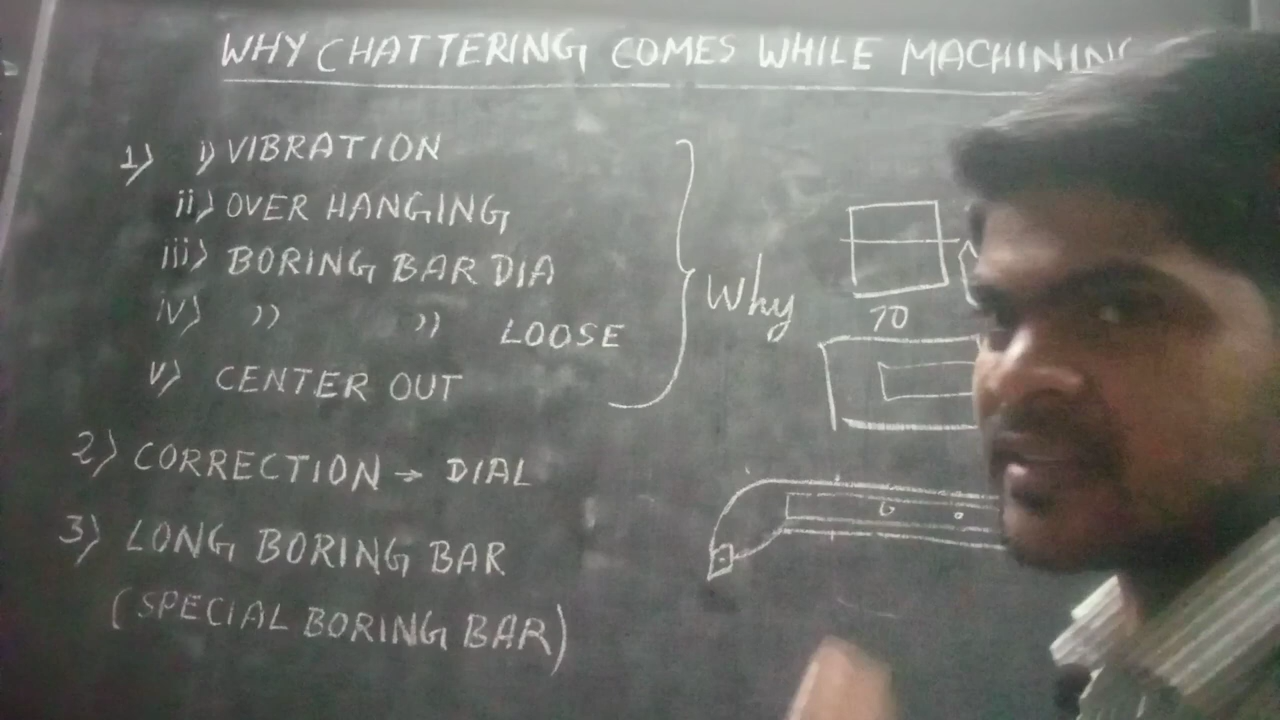 WHY CHATTERING COMES WHILE MACHINING
1) i) VIBRATION
ii) OVER HANGING
iii) BORING BAR DIA
iv) )) )) LOOSE
v) CENTER OUT
Why
70
2) CORRECTION → DIAL
3) LONG BORING BAR
(SPECIAL BORING BAR)